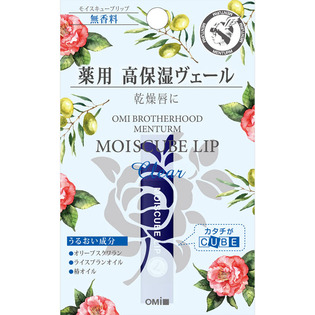 モイスキューブリップ
無香料
薬用 高保湿ヴェール
乾燥唇に
OMI BROTHERHOOD
MENTURM
MOISCUBE LIP
Clear
MOISCUBE
カタチが
CUBE
うるおい成分
●オリーブスクワラン
●ライスブランオイル
●椿オイル
OMI